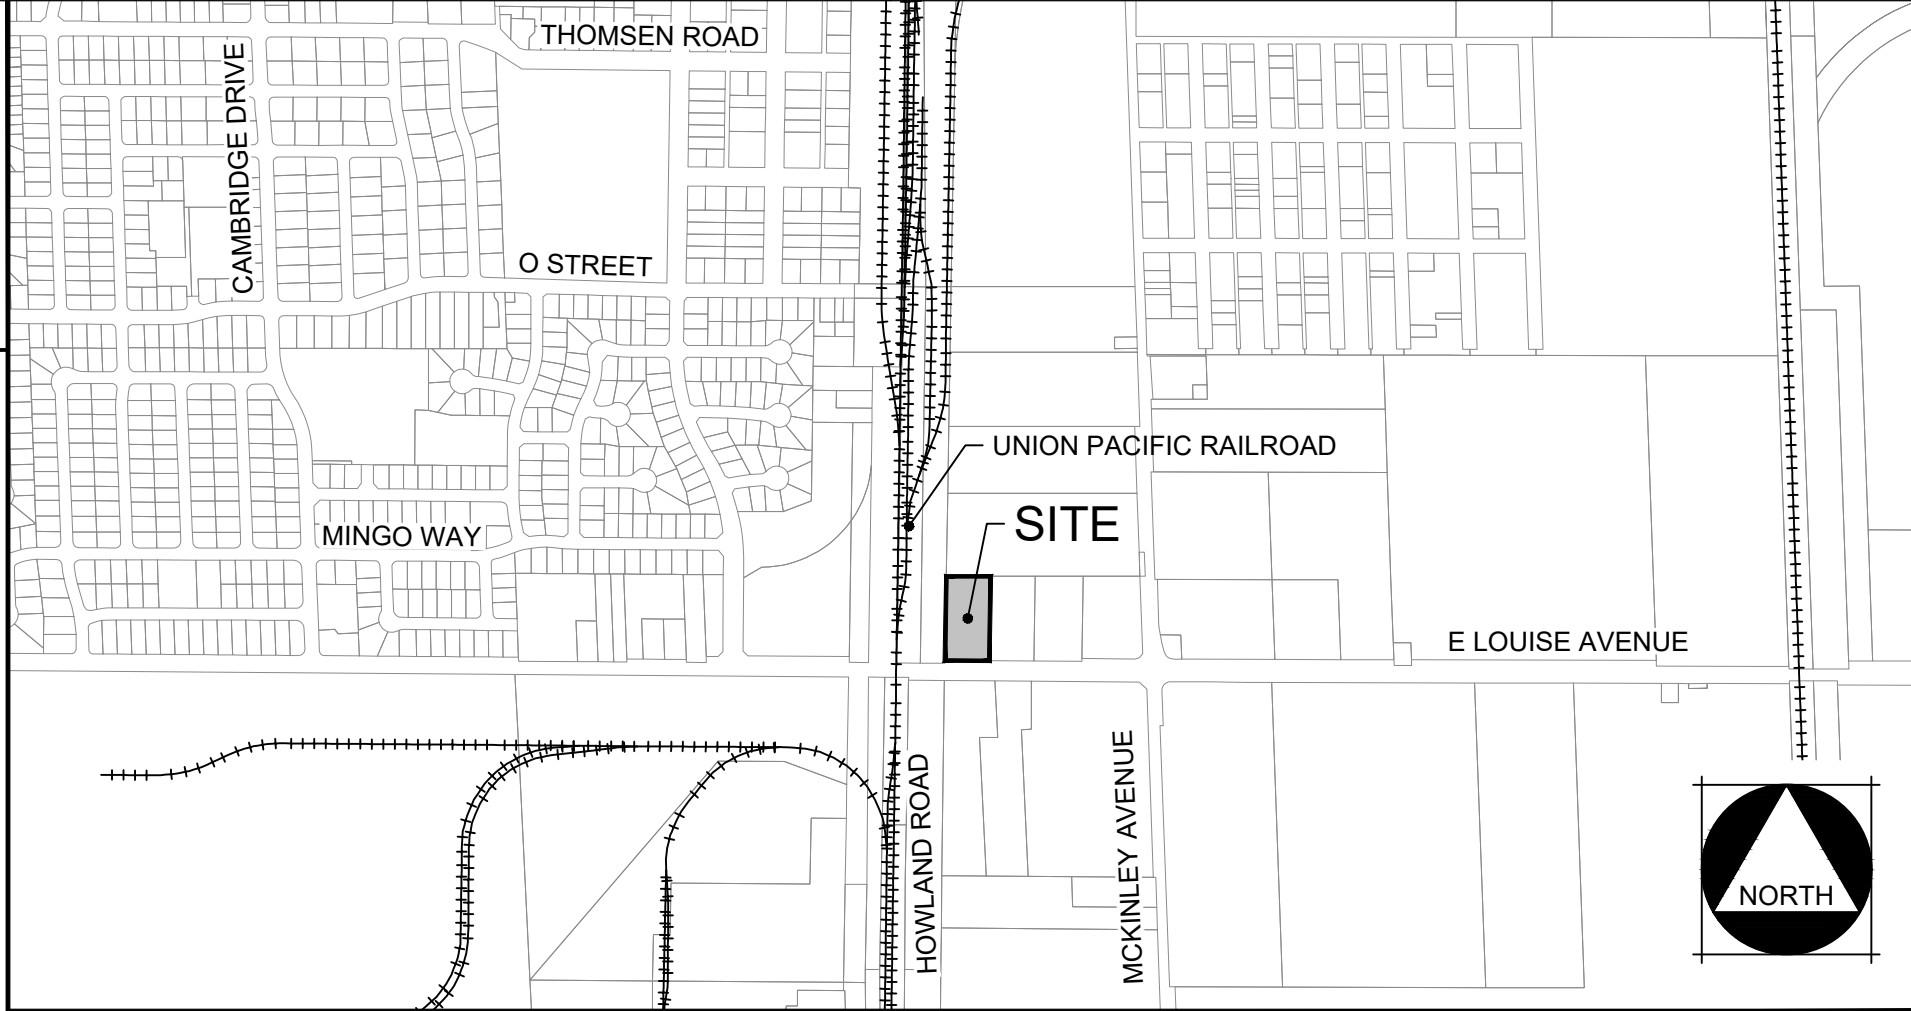 THOMSEN ROAD
CAMBRIDGE DRIVE
O STREET
UNION PACIFIC RAILROAD
SITE
MINGO WAY
E LOUISE AVENUE
HOWLAND ROAD
MCKINLEY AVENUE
NORTH